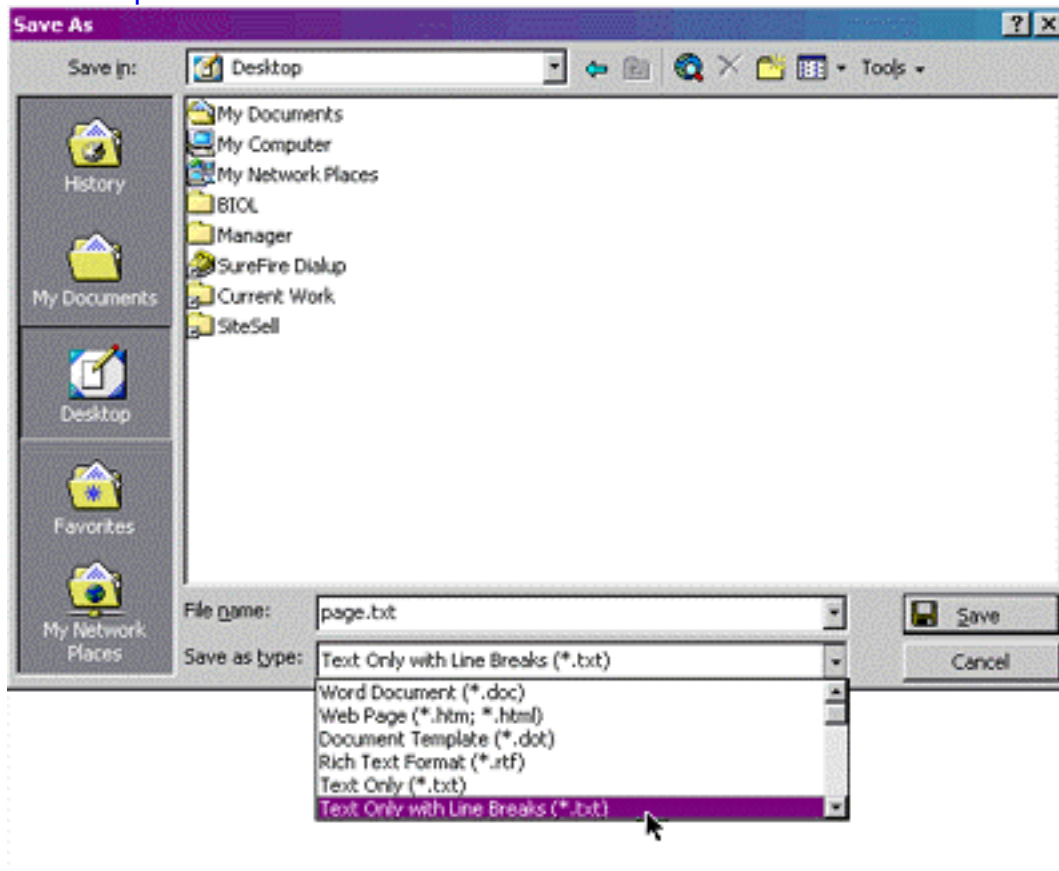 Save As
Save in:
Desktop
Tools
History
My Documents
Desktop
Favorites
My Network
Places
My Documents
My Computer
My Network Places
BIOL
Manager
SureFire Dialup
Current Work
SiteSell
File name:
page.txt
Save
Save as type:
Text Only with Line Breaks (*.txt)
Cancel
Word Document (*.doc)
Web Page (*.htm; *.html)
Document Template (*.dot)
Rich Text Format (*.rtf)
Text Only (*.txt)
Text Only with Line Breaks (*.txt)